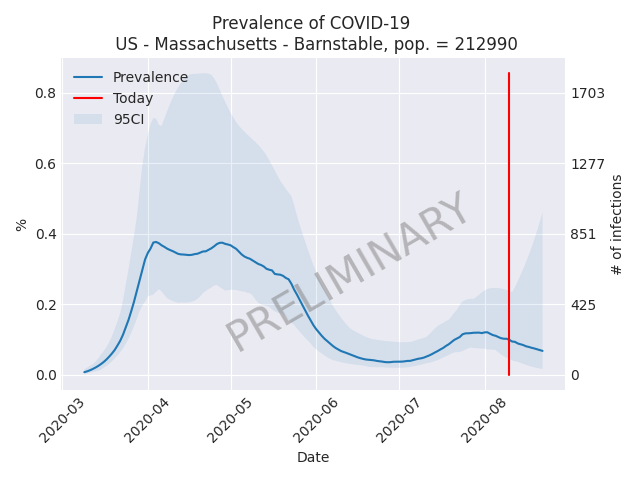 Prevalence of COVID-19
US - Massachusetts - Barnstable, pop. = 212990
Prevalence
Today
95CI
0.8
0.6
0.4
0.2
0.0
%
1703
1277
851
425
0
# of infections
PRELIMINARY
2020-03
2020-04
2020-05
2020-06
2020-07
2020-08
Date